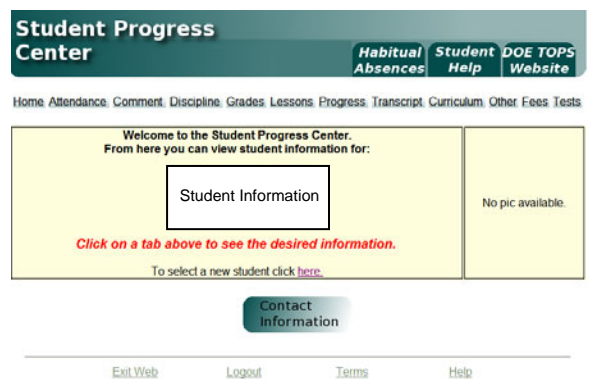 Student Progress
Center
Habitual Student DOE TOPS
Absences Help Website
Home Attendance Comment Discipline Grades Lessons Progress Transcript Curriculum Other Fees Tests
Welcome to the Student Progress Center.
From here you can view student information for:
Student Information
No pic available.
Click on a tab above to see the desired information.
To select a new student click here.
Contact
Information
Exit Web Logout Terms Help